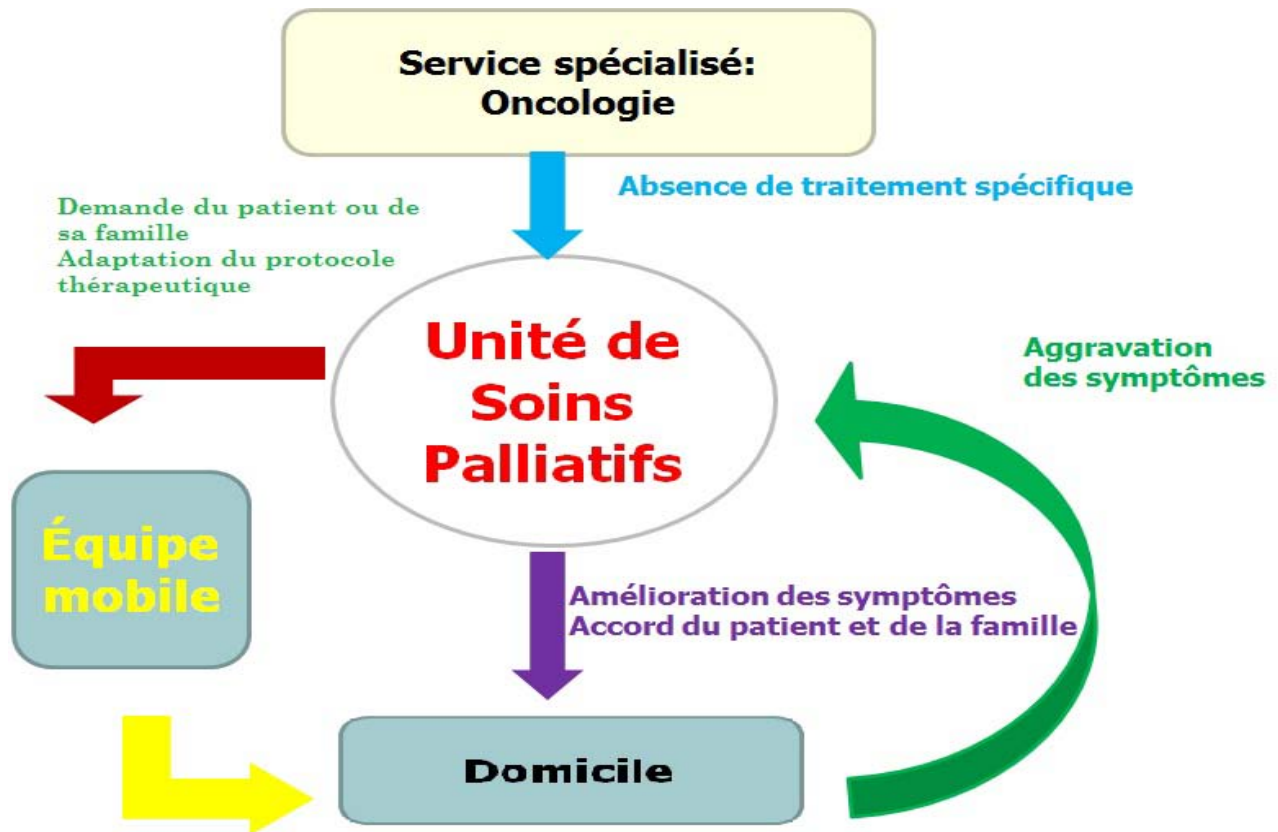 Service spécialisé:
Oncologie
Absence de traitement spécifique
Demande du patient ou de
sa famille
Adaptation du protocole
thérapeutique
Unité de
Soins
Palliatifs
Aggravation
des symptômes
Équipe
mobile
Amélioration des symptômes
Accord du patient et de la famille
Domicile